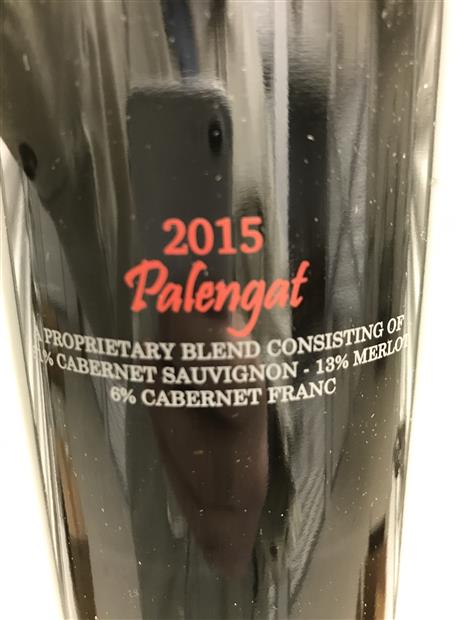 2015
Palengat
A PROPRIETARY BLEND CONSISTING OF
CABERNET SAUVIGNON - 13% MERLOT
6% CABERNET FRANC